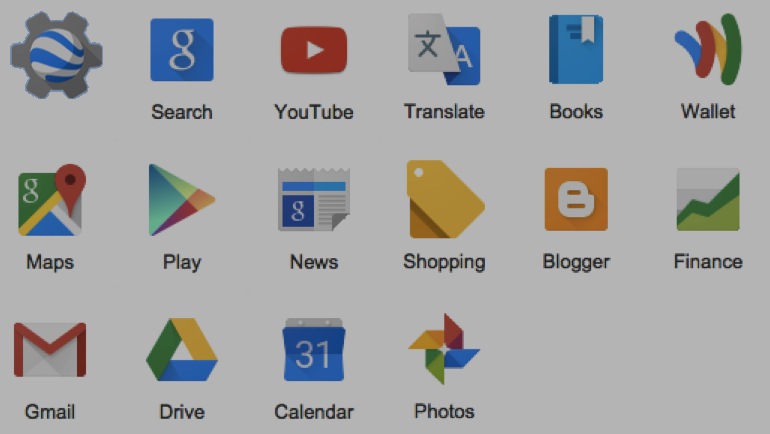 g 文 A
Search YouTube Translate Books Wallet
g g
Maps Play News Shopping Blogger Finance
31
Gmail Drive Calendar Photos